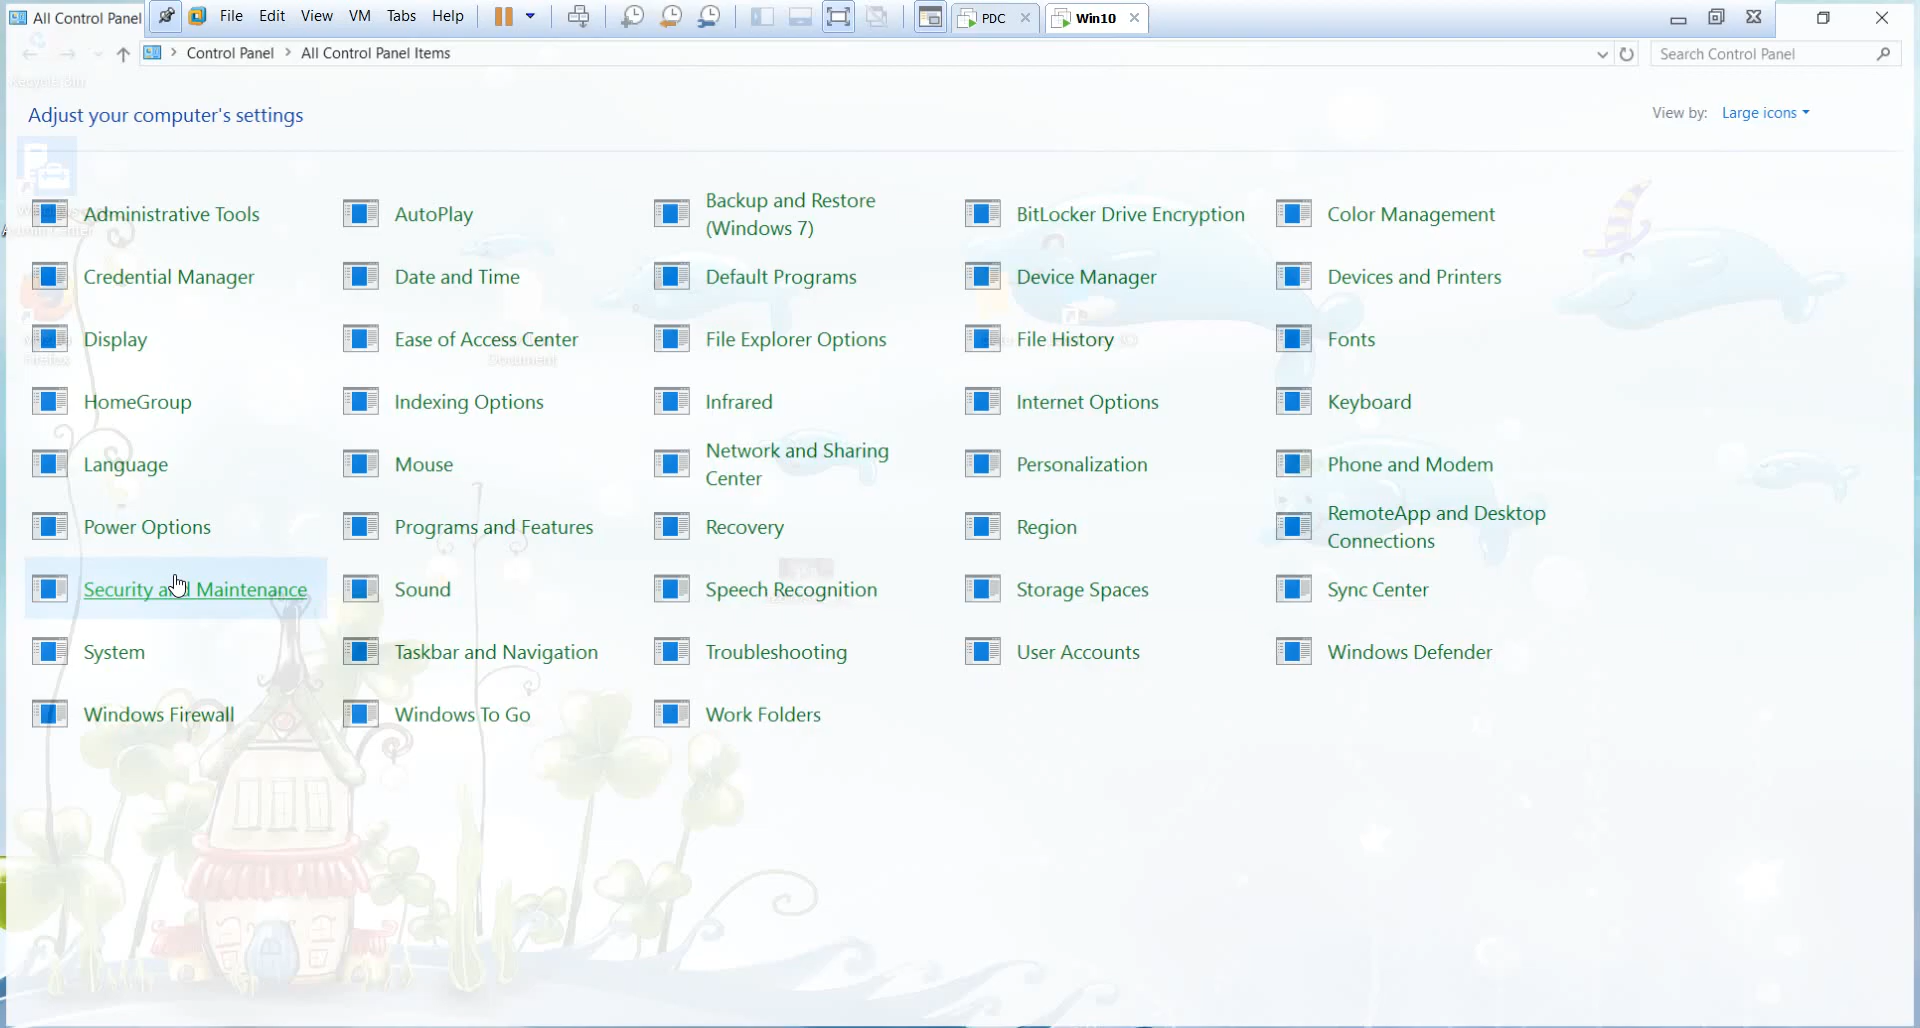 All Control Panel
File Edit View VM Tabs Help
PDC
Win10
Control Panel > All Control Panel Items
Search Control Panel
Recycle Bin
Adjust your computer's settings
View by: Large icons
Administrative Tools
AutoPlay
Backup and Restore
(Windows 7)
BitLocker Drive Encryption
Color Management
Credential Manager
Date and Time
Default Programs
Device Manager
Devices and Printers
Display
Ease of Access Center
File Explorer Options
File History
Fonts
Firefox
Document
HomeGroup
Indexing Options
Infrared
Internet Options
Keyboard
Language
Mouse
Network and Sharing
Center
Personalization
Phone and Modem
Power Options
Programs and Features
Recovery
Region
RemoteApp and Desktop
Connections
Security and Maintenance
Sound
Speech Recognition
Storage Spaces
Sync Center
System
Taskbar and Navigation
Troubleshooting
User Accounts
Windows Defender
Windows Firewall
Windows To Go
Work Folders